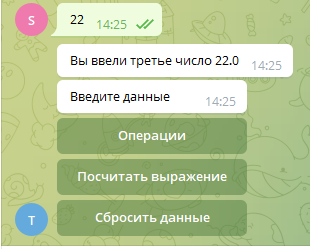 S
22 14:25
Вы ввели третье число 22.0 14:25
Введите данные 14:25
Операции
Посчитать выражение
T
Сбросить данные